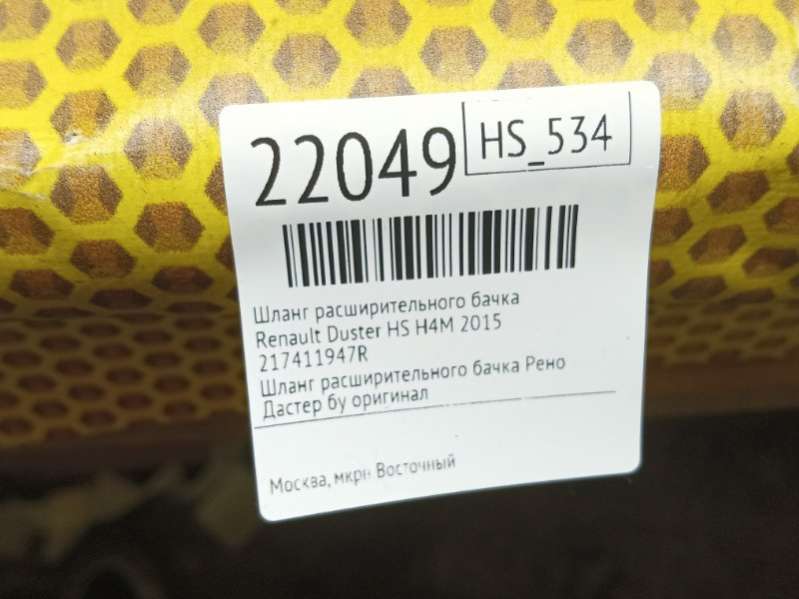 22049 HS_534
Шланг расширительного бачка
Renault Duster HS H4M 2015
217411947R
Шланг расширительного бачка Рено
Дастер бу оригинал
Москва, мкрн Восточный